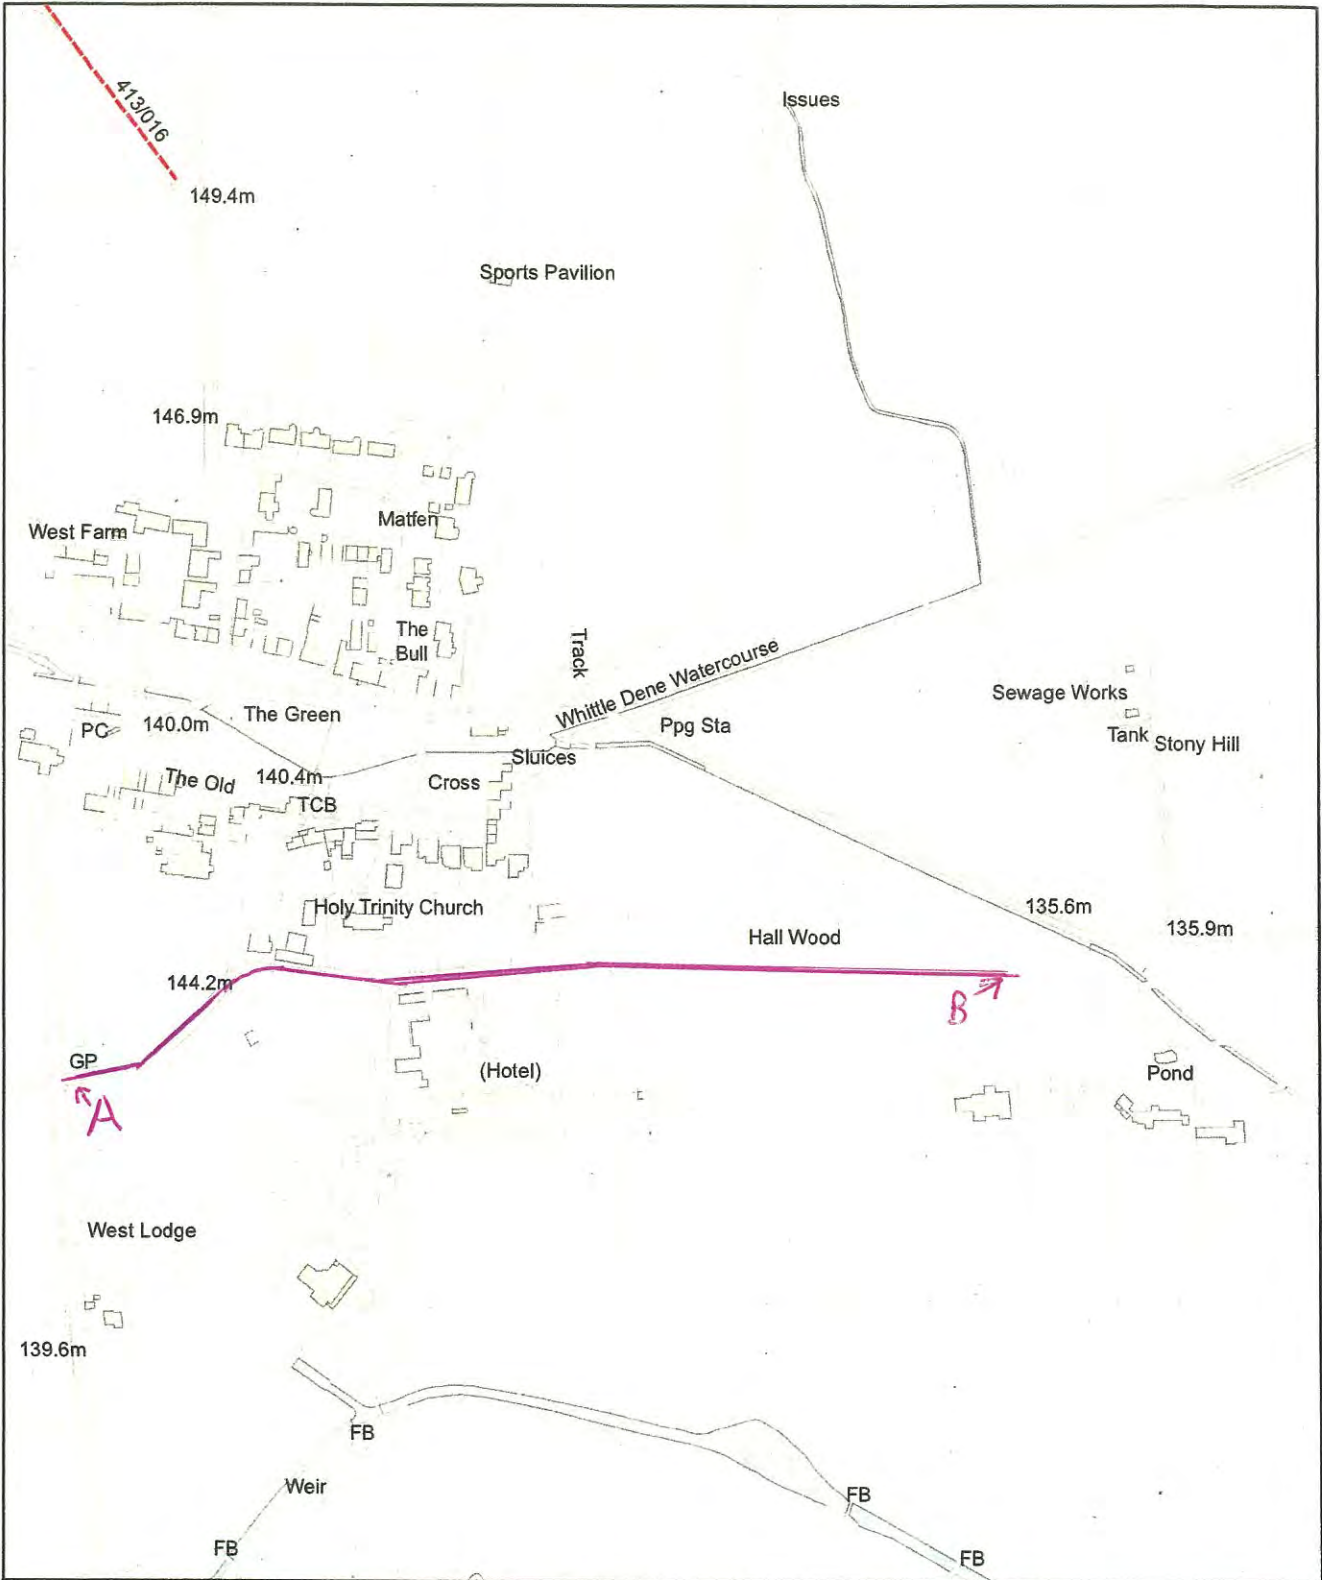 413/016
Issues
149.4m
Sports Pavilion
146.9m
Matfen
West Farm
The
Bull
Track
Whittle Dene Watercourse
Sewage Works
The Green
Ppg Sta
PC
140.0m
Tank
Stony Hill
Sluices
The Old
140.4m
Cross
TCB
Holy Trinity Church
135.6m
135.9m
Hall Wood
144.2m
B
GP
(Hotel)
Pond
A
West Lodge
139.6m
FB
Weir
FB
FB
FB